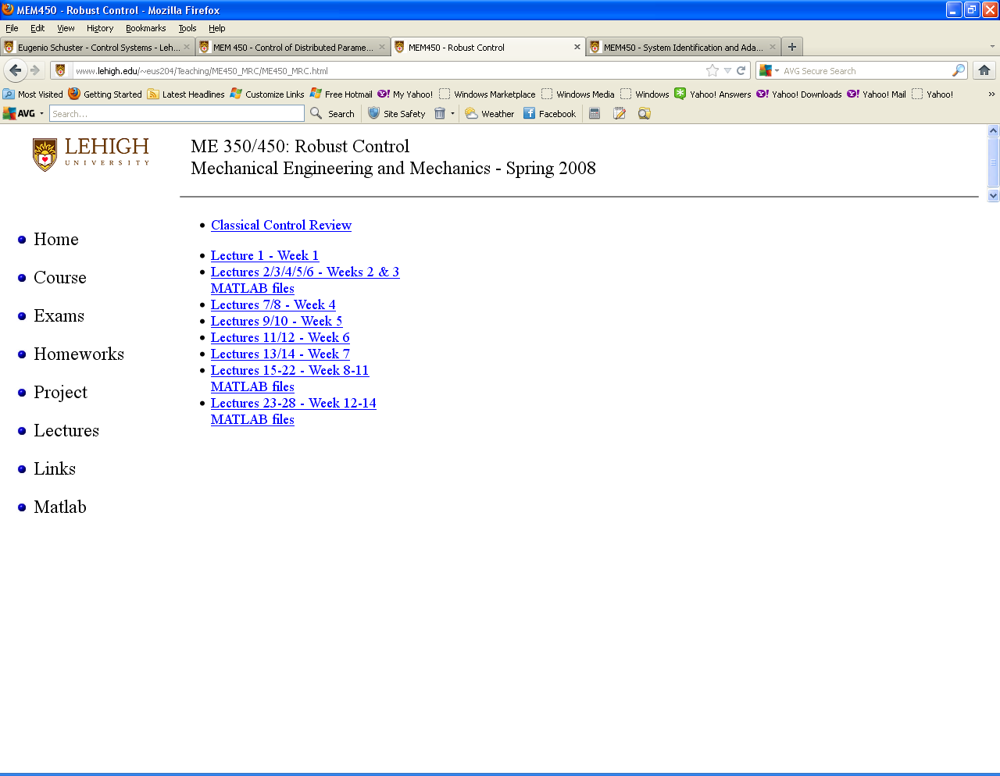 MEM450 - Robust Control - Mozilla Firefox
File Edit View History Bookmarks Tools Help
Eugenio Schuster - Control Systems - Leh... MEM 450 - Control of Distributed Parame... MEM450 - Robust Control MEM450 - System Identification and Ada...
www.lehigh.edu/~eus204/Teaching/ME450_MRC/ME450_MRC.html AVG Secure Search
Most Visited Getting Started Latest Headlines Customize Links Free Hotmail My Yahoo! Windows Marketplace Windows Media Windows Yahoo! Answers Yahoo! Downloads Yahoo! Mail Yahoo! »
AVG Search... Search Site Safety Weather Facebook
LEHIGH
UNIVERSITY
ME 350/450: Robust Control
Mechanical Engineering and Mechanics - Spring 2008
Home
Course
Exams
Homeworks
Project
Lectures
Links
Matlab
Classical Control Review
Lecture 1 - Week 1
Lectures 2/3/4/5/6 - Weeks 2 & 3
MATLAB files
Lectures 7/8 - Week 4
Lectures 9/10 - Week 5
Lectures 11/12 - Week 6
Lectures 13/14 - Week 7
Lectures 15-22 - Week 8-11
MATLAB files
Lectures 23-28 - Week 12-14
MATLAB files